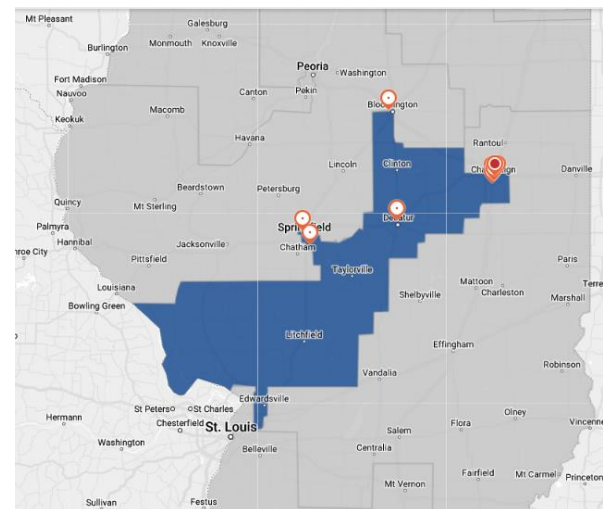 Mt Pleasant
Galesburg
Burlington
Monmouth Knoxville
Peoria
Washington
Fort Madison
Nauvoo
Canton
Pekin
Bloomington
Macomb
Keokuk
Havana
Rantoul
Lincoln
Clinton
Danville
Beardstown
Petersburg
Quincy
Mt Sterling
Decatur
Palmyra
Hannibal
Jacksonville
Chatham
Pittsfield
Taylorville
Paris
Louisiana
Mattoon
Charleston
Shelbyville
Marshall
Bowling Green
Litchfield
Effingham
Robinson
Vandalia
Edwardsville
St Peters
St Charles
Hermann
Chesterfield
St. Louis
Olney
Washington
Salem
Flora
Belleville
Centralia
Fairfield
Mt Carmel
Princeton
Mt Vernon
Sullivan
Festus